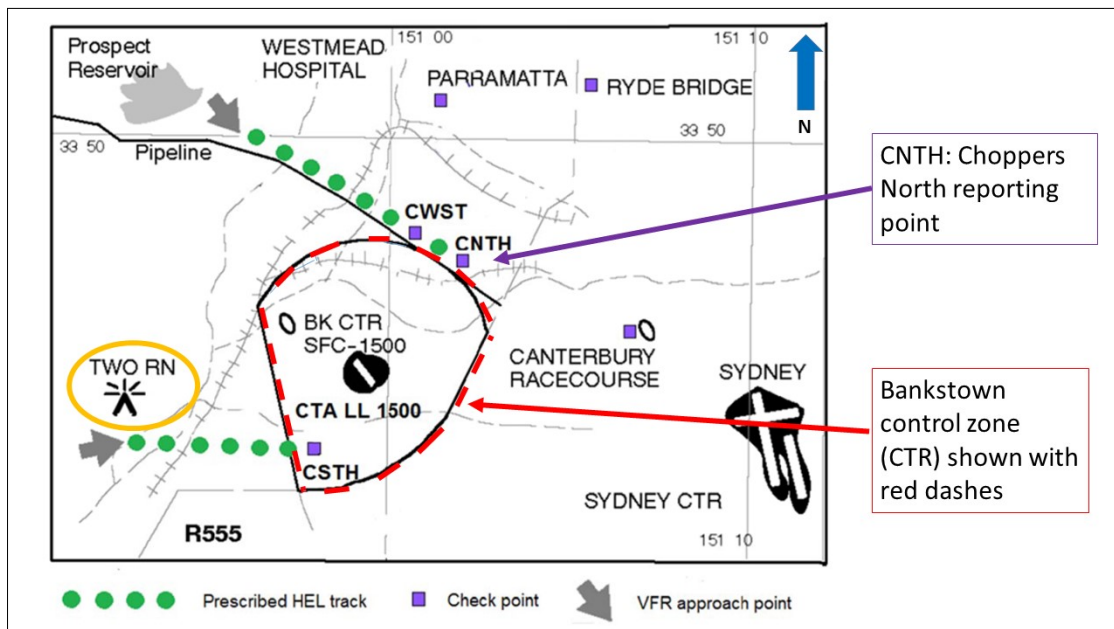 Prospect
Reservoir
WESTMEAD
HOSPITAL
151 00
151 10
PARRAMATTA
RYDE BRIDGE
N
33 50
33 50
Pipeline
CNTH: Choppers
North reporting
point
CWST
CNTH
BK CTR
SFC-1500
TWO RN
CANTERBURY
RACECOURSE
SYDNEY
CTA LL 1500
Bankstown
control zone
(CTR) shown with
red dashes
CSTH
SYDNEY CTR
R555
151 10
Prescribed HEL track
Check point
VFR approach point